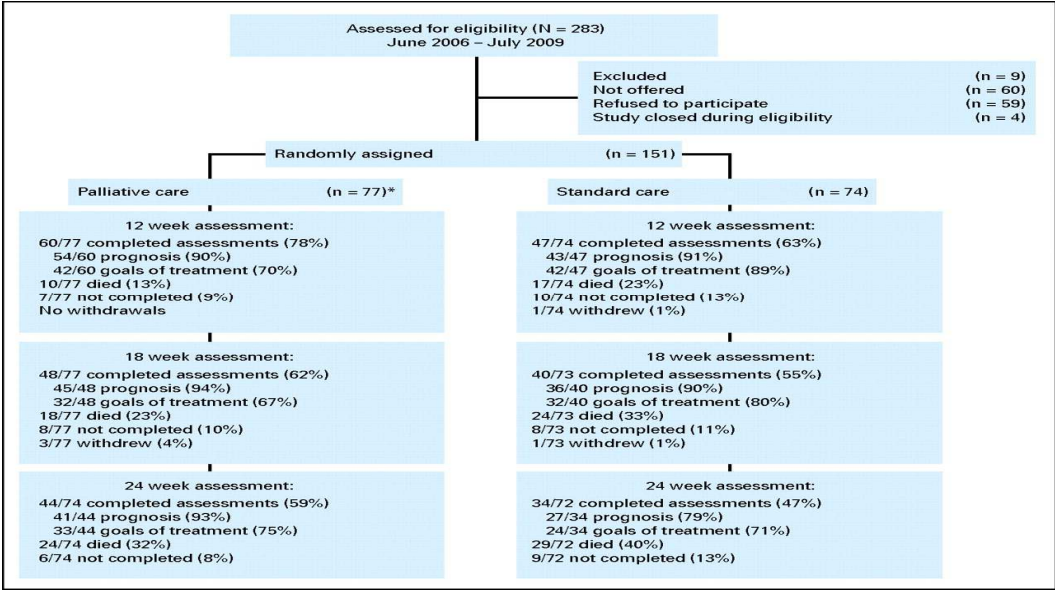 Assessed for eligibility (N = 283)
June 2006 – July 2009
Excluded (n = 9)
Not offered (n = 60)
Refused to participate (n = 59)
Study closed during eligibility (n = 4)
Randomly assigned (n = 151)
Palliative care (n = 77)*
Standard care (n = 74)
12 week assessment:
60/77 completed assessments (78%)
54/60 prognosis (90%)
42/60 goals of treatment (70%)
10/77 died (13%)
7/77 not completed (9%)
No withdrawals
12 week assessment:
47/74 completed assessments (63%)
43/47 prognosis (91%)
42/47 goals of treatment (89%)
17/74 died (23%)
10/74 not completed (13%)
1/74 withdrew (1%)
18 week assessment:
48/77 completed assessments (62%)
45/48 prognosis (94%)
32/48 goals of treatment (67%)
18/77 died (23%)
8/77 not completed (10%)
3/77 withdrew (4%)
18 week assessment:
40/73 completed assessments (55%)
36/40 prognosis (90%)
32/40 goals of treatment (80%)
24/73 died (33%)
8/73 not completed (11%)
1/73 withdrew (1%)
24 week assessment:
44/74 completed assessments (59%)
41/44 prognosis (93%)
33/44 goals of treatment (75%)
24/74 died (32%)
6/74 not completed (8%)
24 week assessment:
34/72 completed assessments (47%)
27/34 prognosis (79%)
24/34 goals of treatment (71%)
29/72 died (40%)
9/72 not completed (13%)